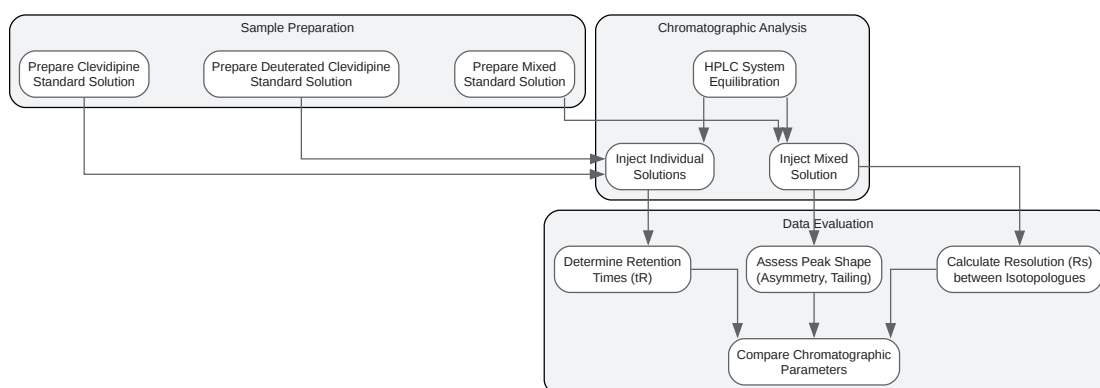 Sample Preparation
Prepare Clevidipine
Standard Solution
Prepare Deuterated Clevidipine
Standard Solution
Prepare Mixed
Standard Solution
Chromatographic Analysis
HPLC System
Equilibration
Inject Individual
Solutions
Inject Mixed
Solution
Data Evaluation
Determine Retention
Times (tR)
Assess Peak Shape
(Asymmetry, Tailing)
Calculate Resolution (Rs)
between Isotopologues
Compare Chromatographic
Parameters